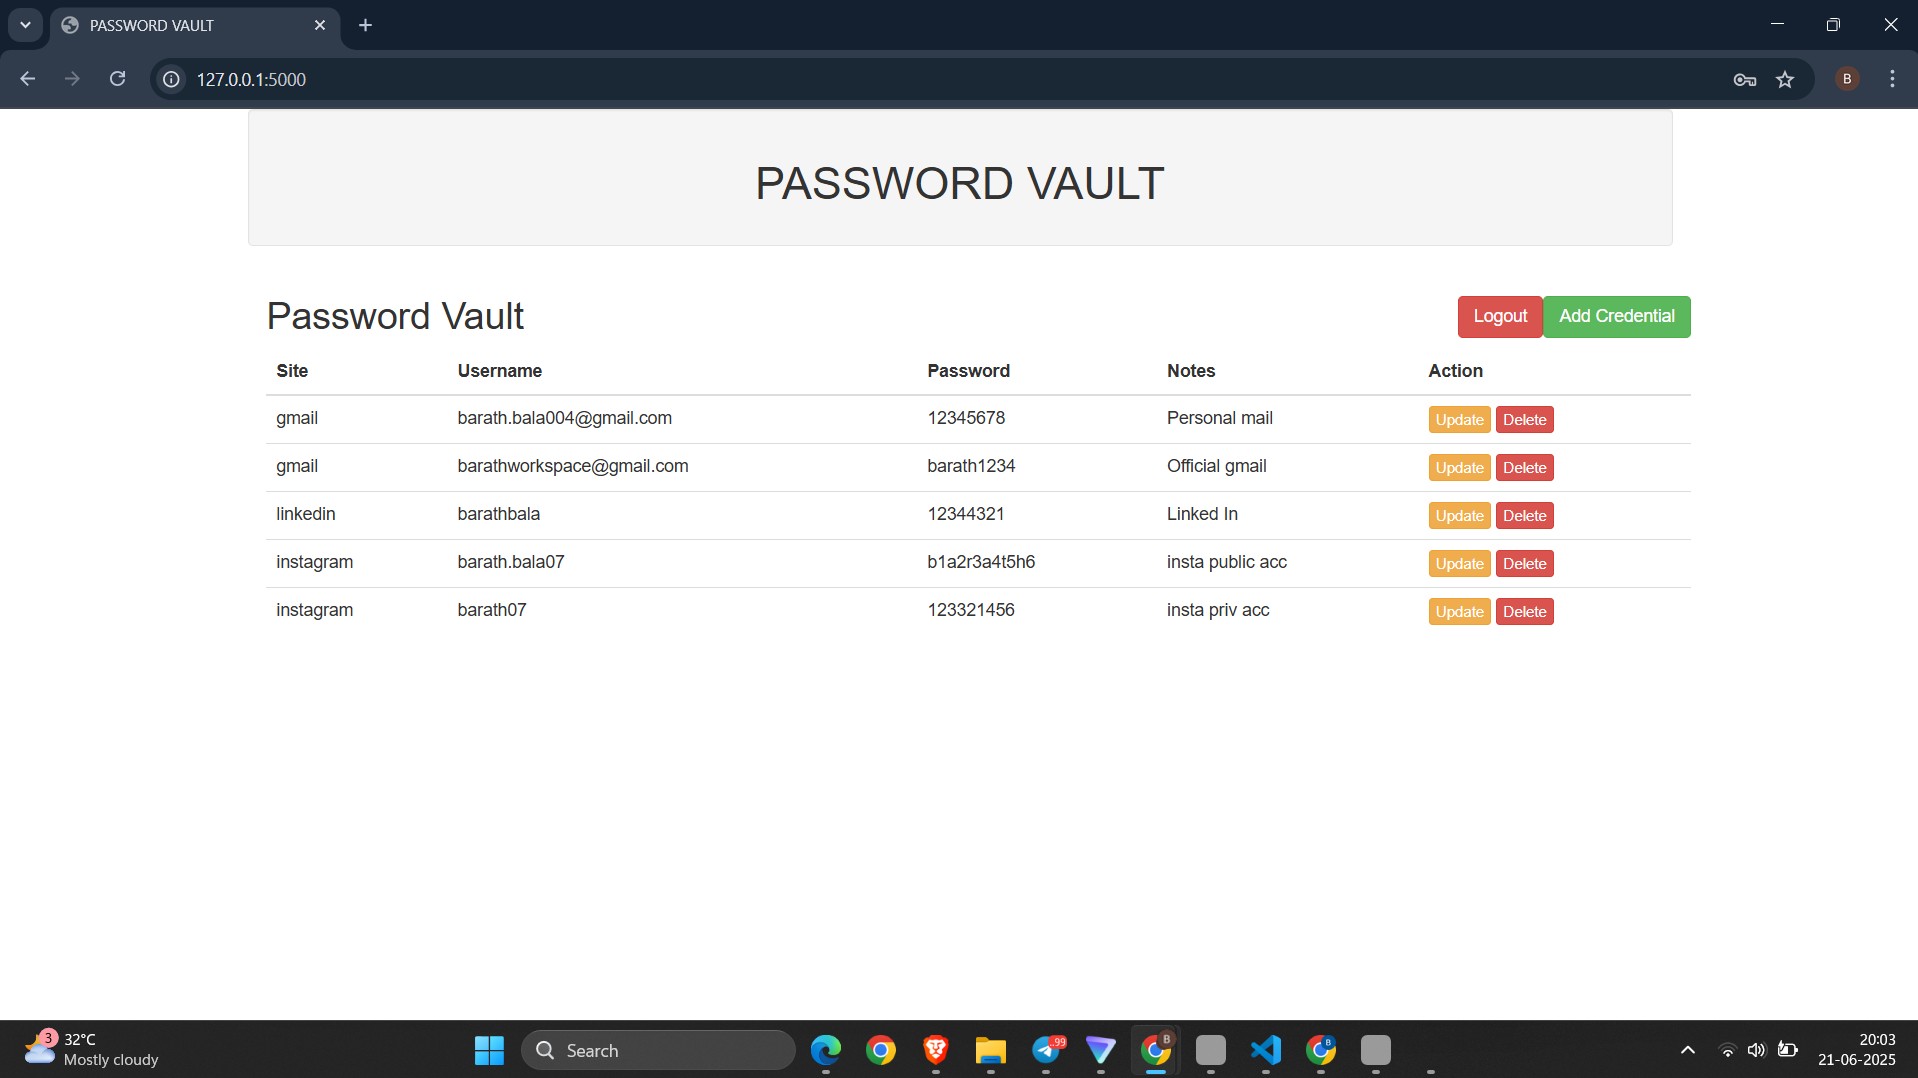 PASSWORD VAULT
127.0.0.1:5000
B
PASSWORD VAULT
Password Vault
Logout Add Credential
Site Username Password Notes Action
gmail barath.bala004@gmail.com 12345678 Personal mail Update Delete
gmail barathworkspace@gmail.com barath1234 Official gmail Update Delete
linkedin barathbala 12344321 Linked In Update Delete
instagram barath.bala07 b1a2r3a4t5h6 insta public acc Update Delete
instagram barath07 123321456 insta priv acc Update Delete
3 32°C
Mostly cloudy
Search
..99
B
B
20:03
21-06-2025